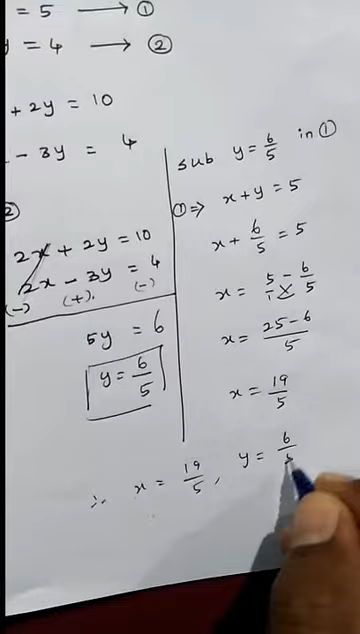 = 5 ⟶ ①
y = 4 ⟶ ②
+ 2y = 10
- 3y = 4
②
2x + 2y = 10
2x - 3y = 4
(-) (+). (-)
5y = 6
y = 6/5
sub y = 6/5 in ①
① ⇒ x + y = 5
x + 6/5 = 5
x = 5/1 - 6/5
x = 25-6/5
x = 19/5
∴ x = 19/5, y = 6/